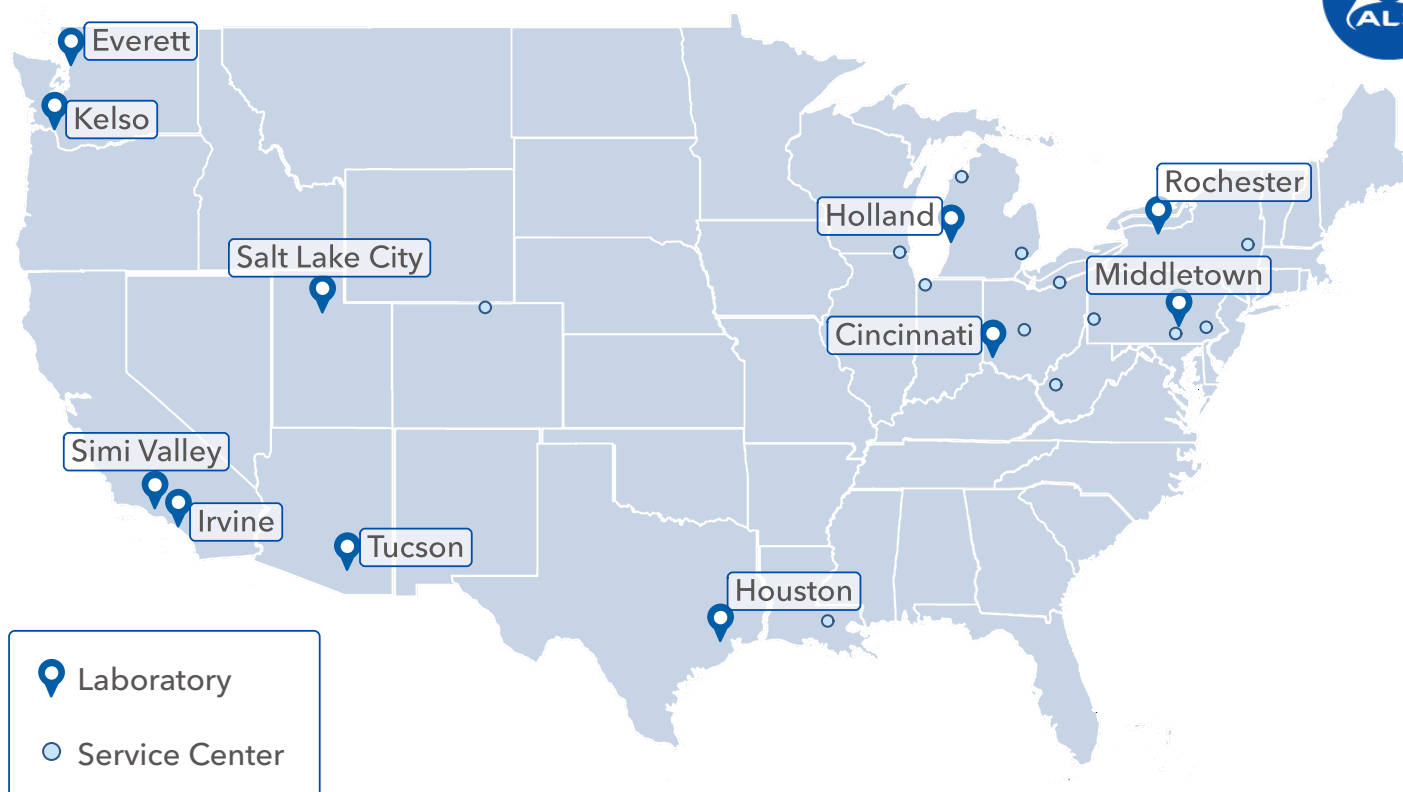 Everett
Kelso
Rochester
Holland
Salt Lake City
Middletown
Cincinnati
Simi Valley
Irvine
Tucson
Houston
Laboratory
Service Center